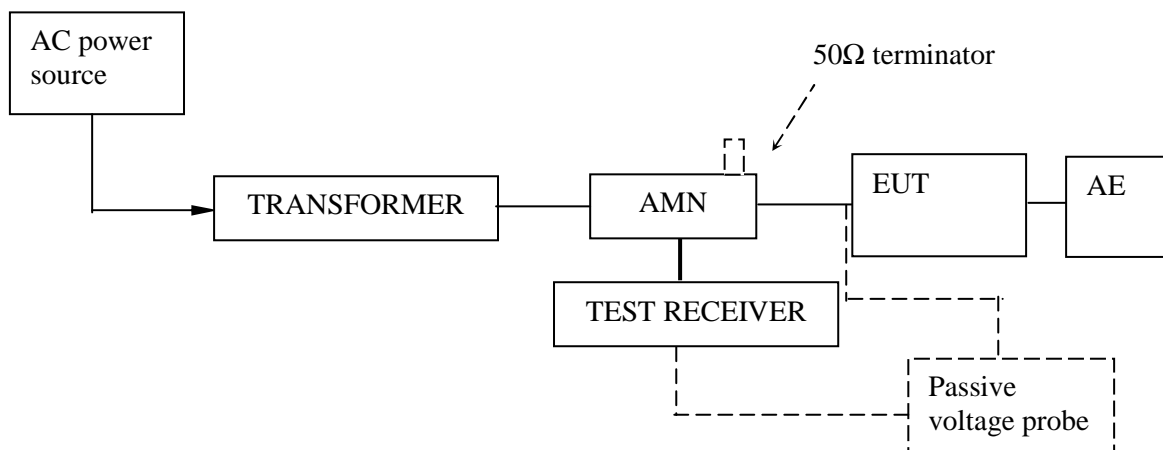 AC power
source
50Ω terminator
TRANSFORMER
AMN
EUT
AE
TEST RECEIVER
Passive
voltage probe